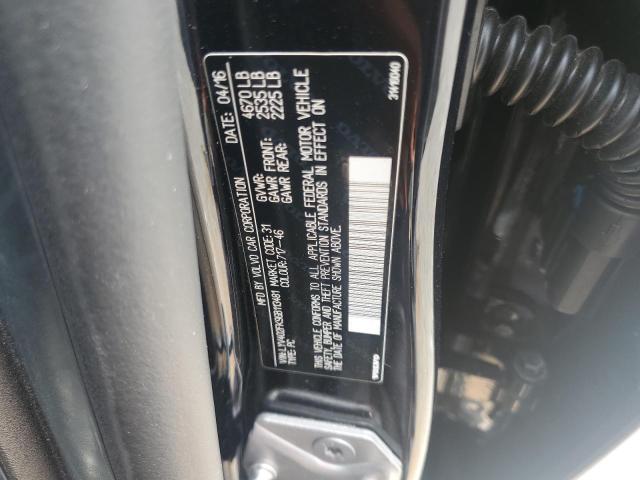 MFD. BY VOLVO CAR CORPORATION DATE: 04/16
GVWR: 4670 LB
GAWR FRONT: 2535 LB
GAWR REAR: 2225 LB
MARKET CODE: 31
TYPE: PC COLOUR: 717-46
THIS VEHICLE CONFORMS TO ALL APPLICABLE FEDERAL MOTOR VEHICLE
SAFETY, BUMPER AND THEFT PREVENTION STANDARDS IN EFFECT ON
THE DATE OF MANUFACTURE SHOWN ABOVE.
VOLVO